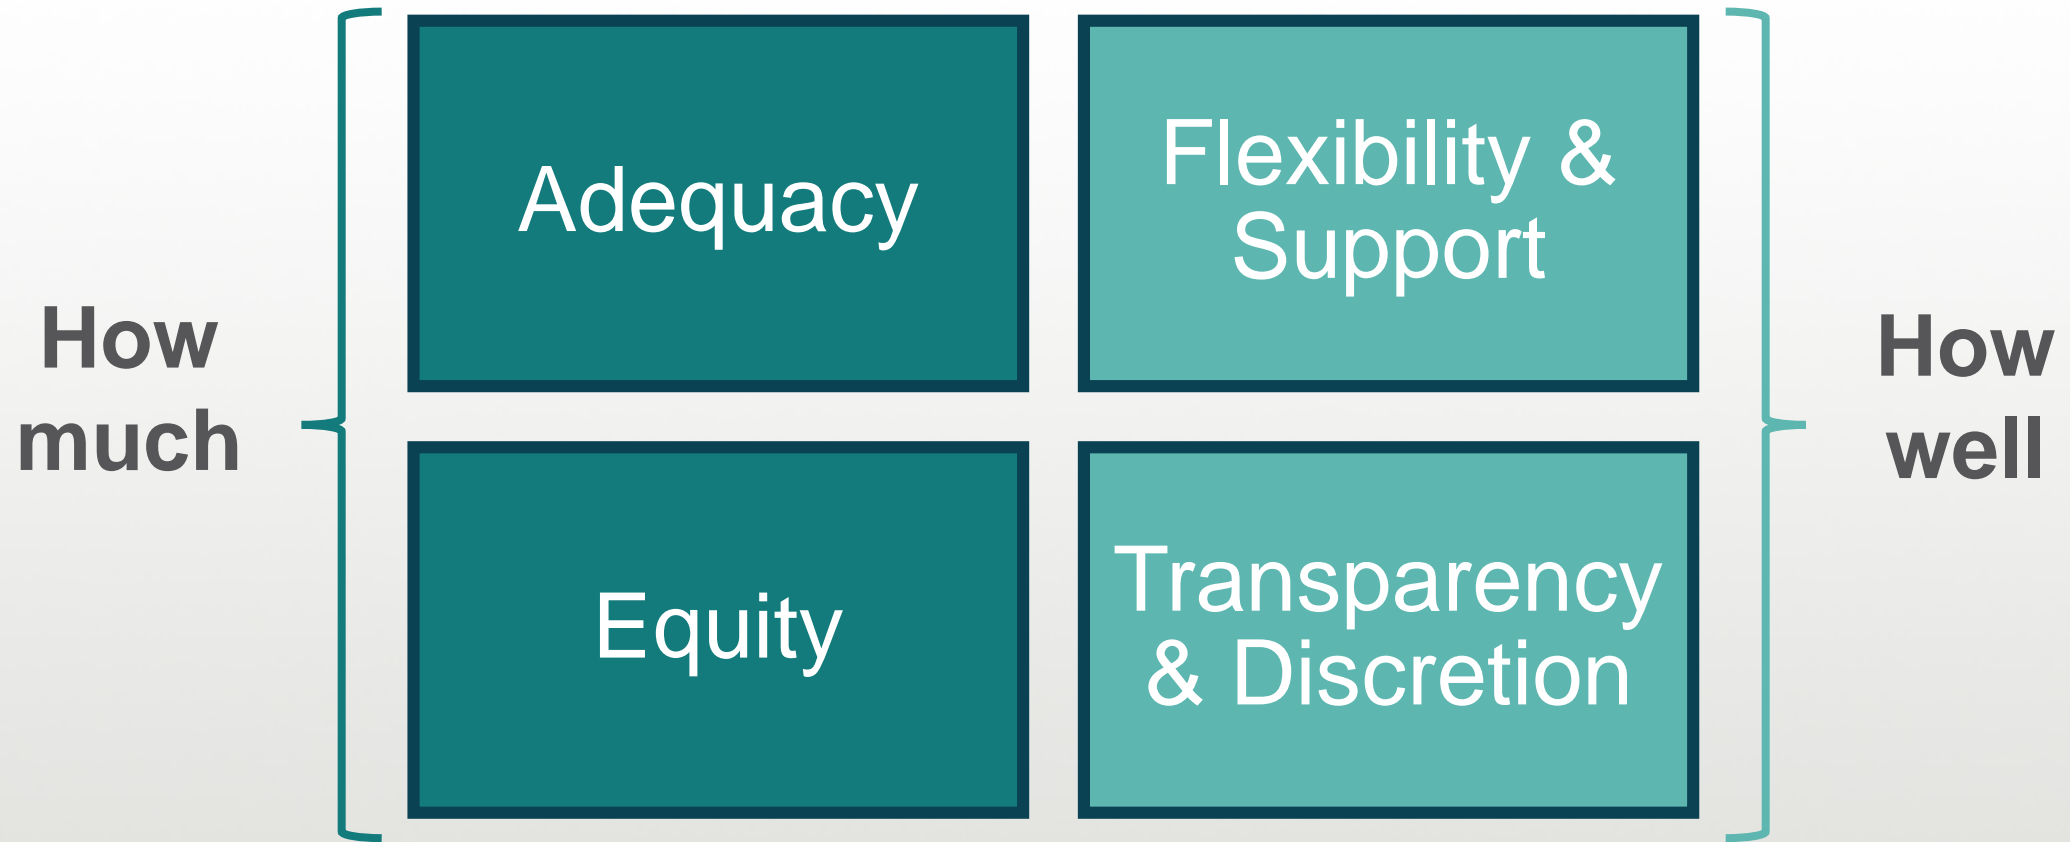 How
much
Adequacy
Flexibility &
Support
Equity
Transparency
& Discretion
How
well